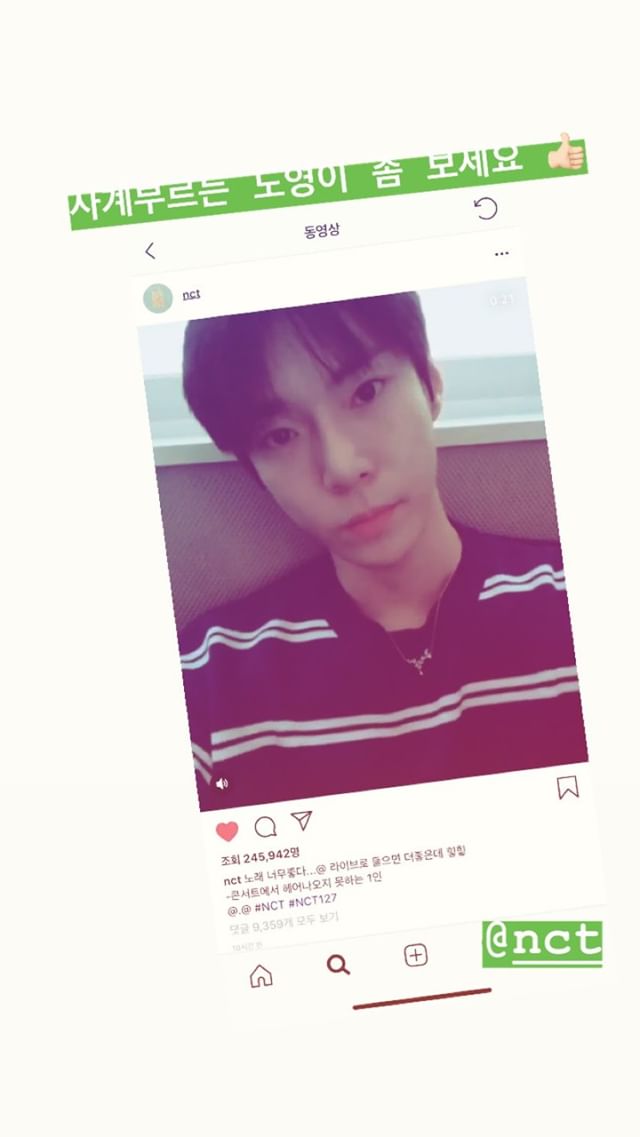 사계부르는 도영이 좀 보세요 👍🏻
동영상
nct
0:21
조회 245,942명
nct 노래 너무좋다...@ 라이브로 들으면 더좋은데 힣힣
-콘서트에서 헤어나오지 못하는 1인
@.@ #NCT #NCT127
댓글 9,359개 모두 보기
@nct